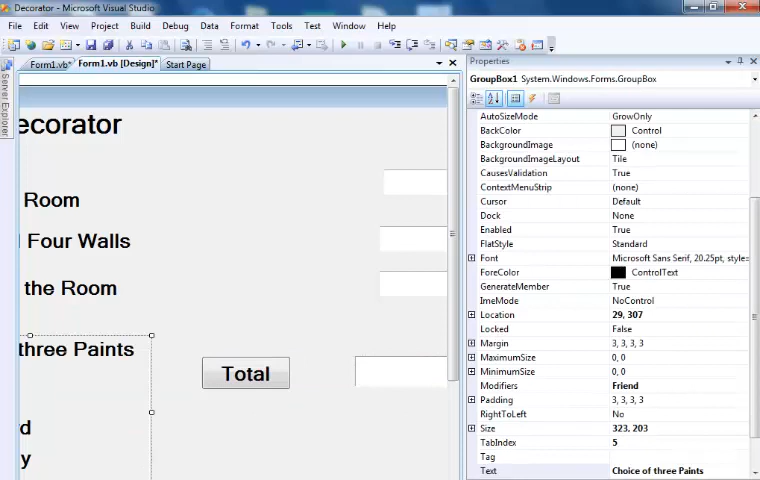 Decorator - Microsoft Visual Studio
File Edit View Project Build Debug Data Format Tools Test Window Help
Server Explorer
Form1.vb* Form1.vb [Design]* Start Page
ecorator
Room
Four Walls
the Room
three Paints
Total
rd
y
Properties
GroupBox1 System.Windows.Forms.GroupBox
AutoSizeMode GrowOnly
BackColor Control
BackgroundImage (none)
BackgroundImageLayout Tile
CausesValidation True
ContextMenuStrip (none)
Cursor Default
Dock None
Enabled True
FlatStyle Standard
Font Microsoft Sans Serif, 20.25pt, style=
ForeColor ControlText
GenerateMember True
ImeMode NoControl
Location 29, 307
Locked False
Margin 3, 3, 3, 3
MaximumSize 0, 0
MinimumSize 0, 0
Modifiers Friend
Padding 3, 3, 3, 3
RightToLeft No
Size 323, 203
TabIndex 5
Tag
Text Choice of three Paints